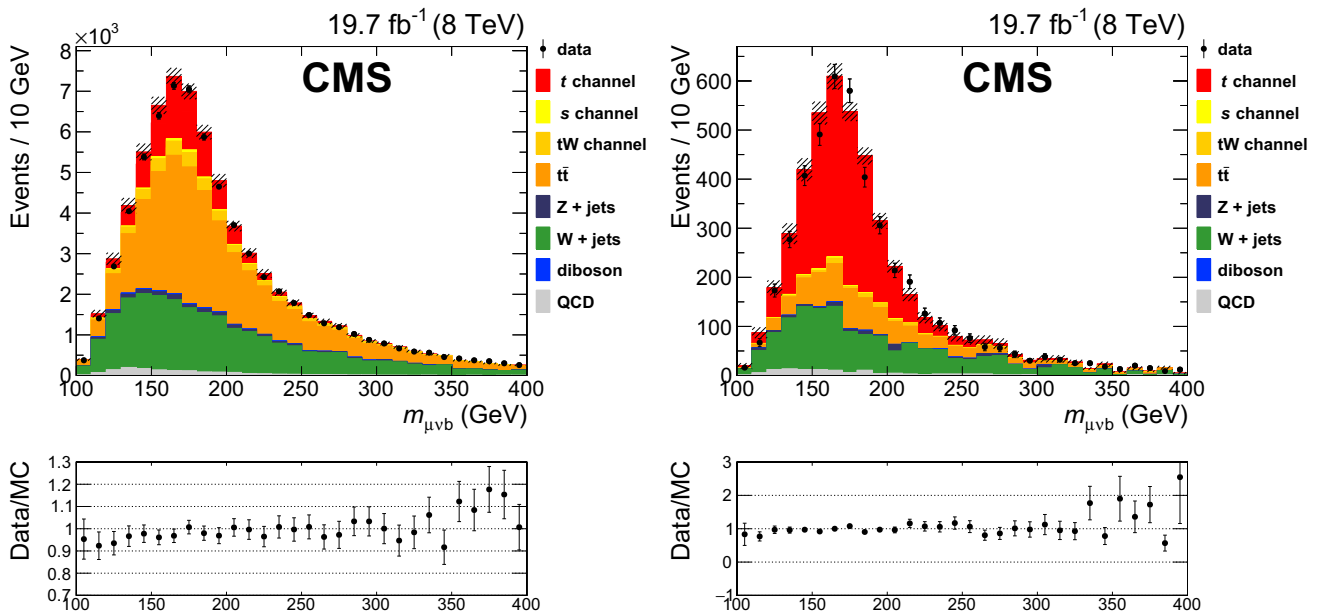 19.7 fb⁻¹ (8 TeV)
×10³
Events / 10 GeV
8
7
6
5
4
3
2
1
0
CMS
data
t channel
s channel
tW channel
tt̄
Z + jets
W + jets
diboson
QCD
100 150 200 250 300 350 400
m_μνb (GeV)
Data/MC
1.3
1.2
1.1
1
0.9
0.8
0.7
100 150 200 250 300 350 400
19.7 fb⁻¹ (8 TeV)
Events / 10 GeV
600
500
400
300
200
100
0
CMS
data
t channel
s channel
tW channel
tt̄
Z + jets
W + jets
diboson
QCD
100 150 200 250 300 350 400
m_μνb (GeV)
Data/MC
3
2
1
0
−1
100 150 200 250 300 350 400